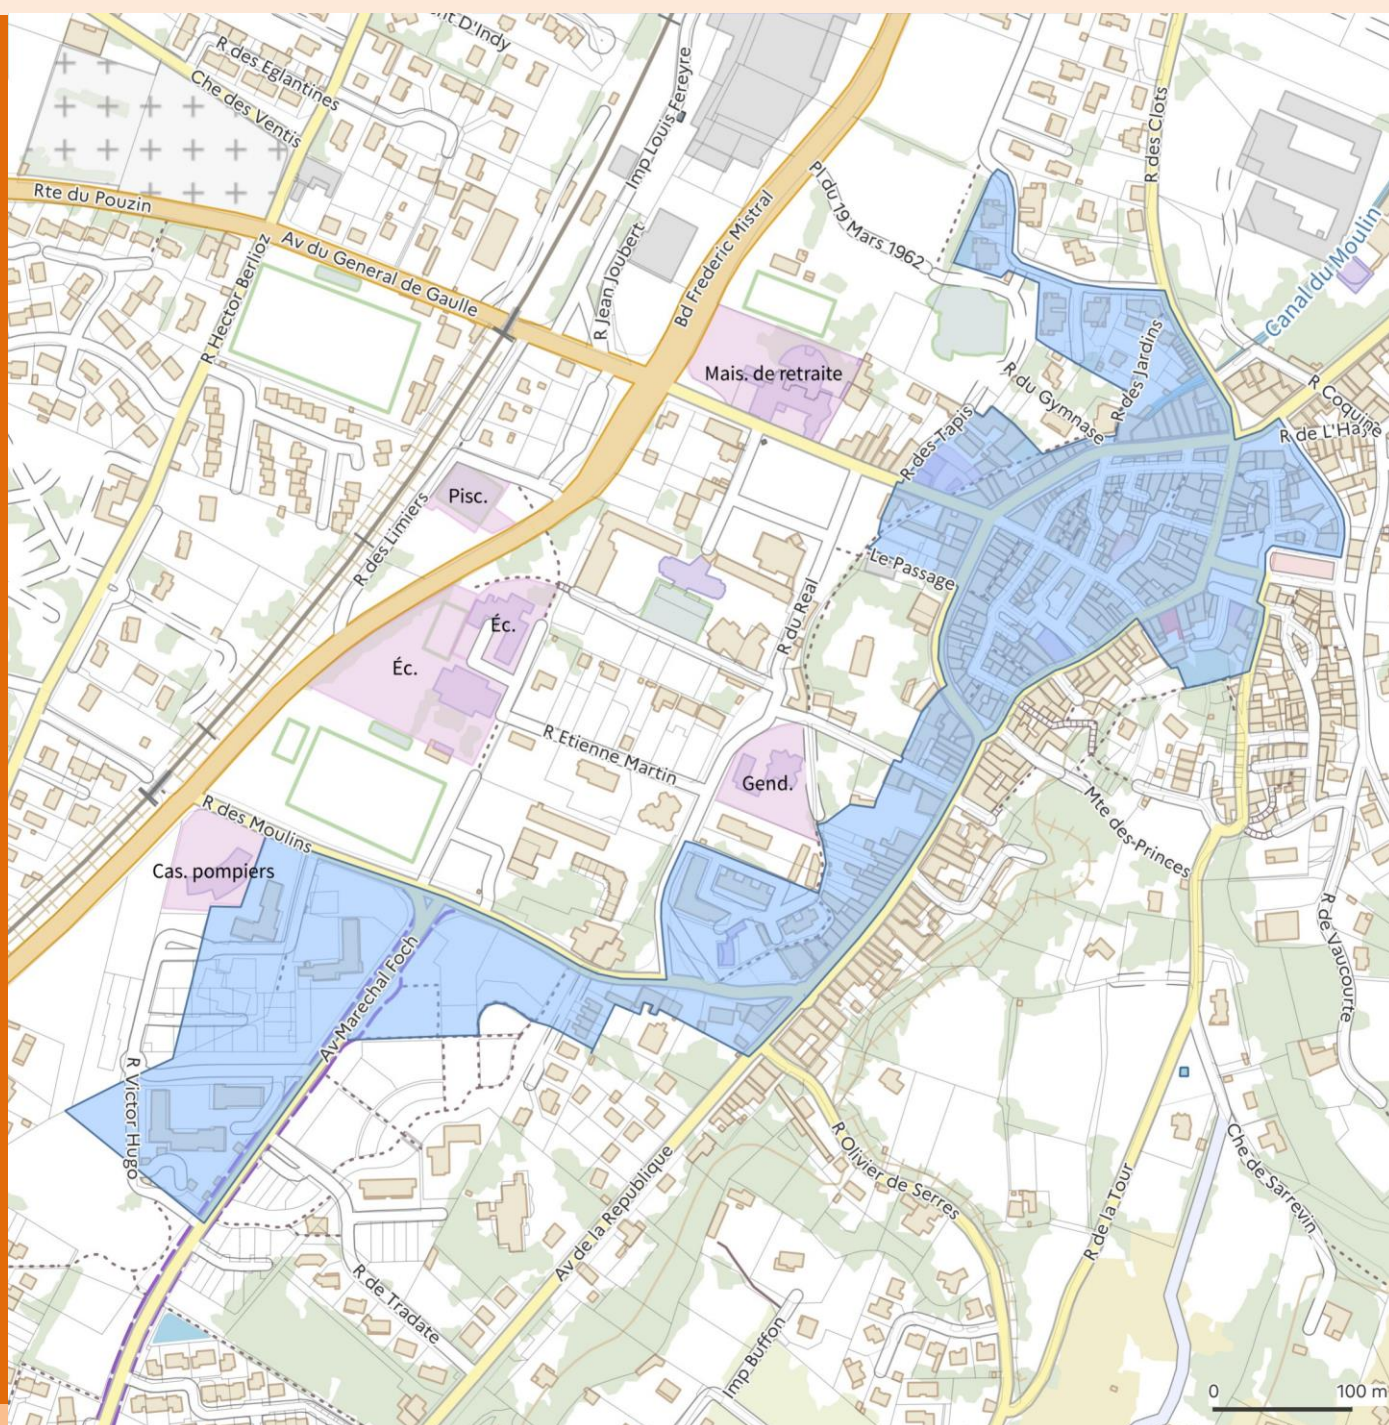 D'Indy
R des Eglantines
Che des Ventis
Imp Louis Fereyre
R des Clots
Rte du Pouzin
Pl du 19 Mars 1962
Canal du Moulin
Av du General de Gaulle
R Hector Berlioz
R Jean Joubert
Bd Frederic Mistral
Mais. de retraite
R du Gymnase
R des Jardins
R Coquine
R de L'Haye
R des Tapis
Pisc.
R des Limiers
Le Passage
Éc.
R du Real
Éc.
R Etienne Martin
Gend.
R des Moulins
Mte des Princes
Cas. pompiers
R de Vaucourte
Av Marechal Foch
R Victor Hugo
R Olivier de Serres
Che de Sarrevin
Av de la Republique
R de la Tour
R de Tradate
Imp Buffon
0 100 m